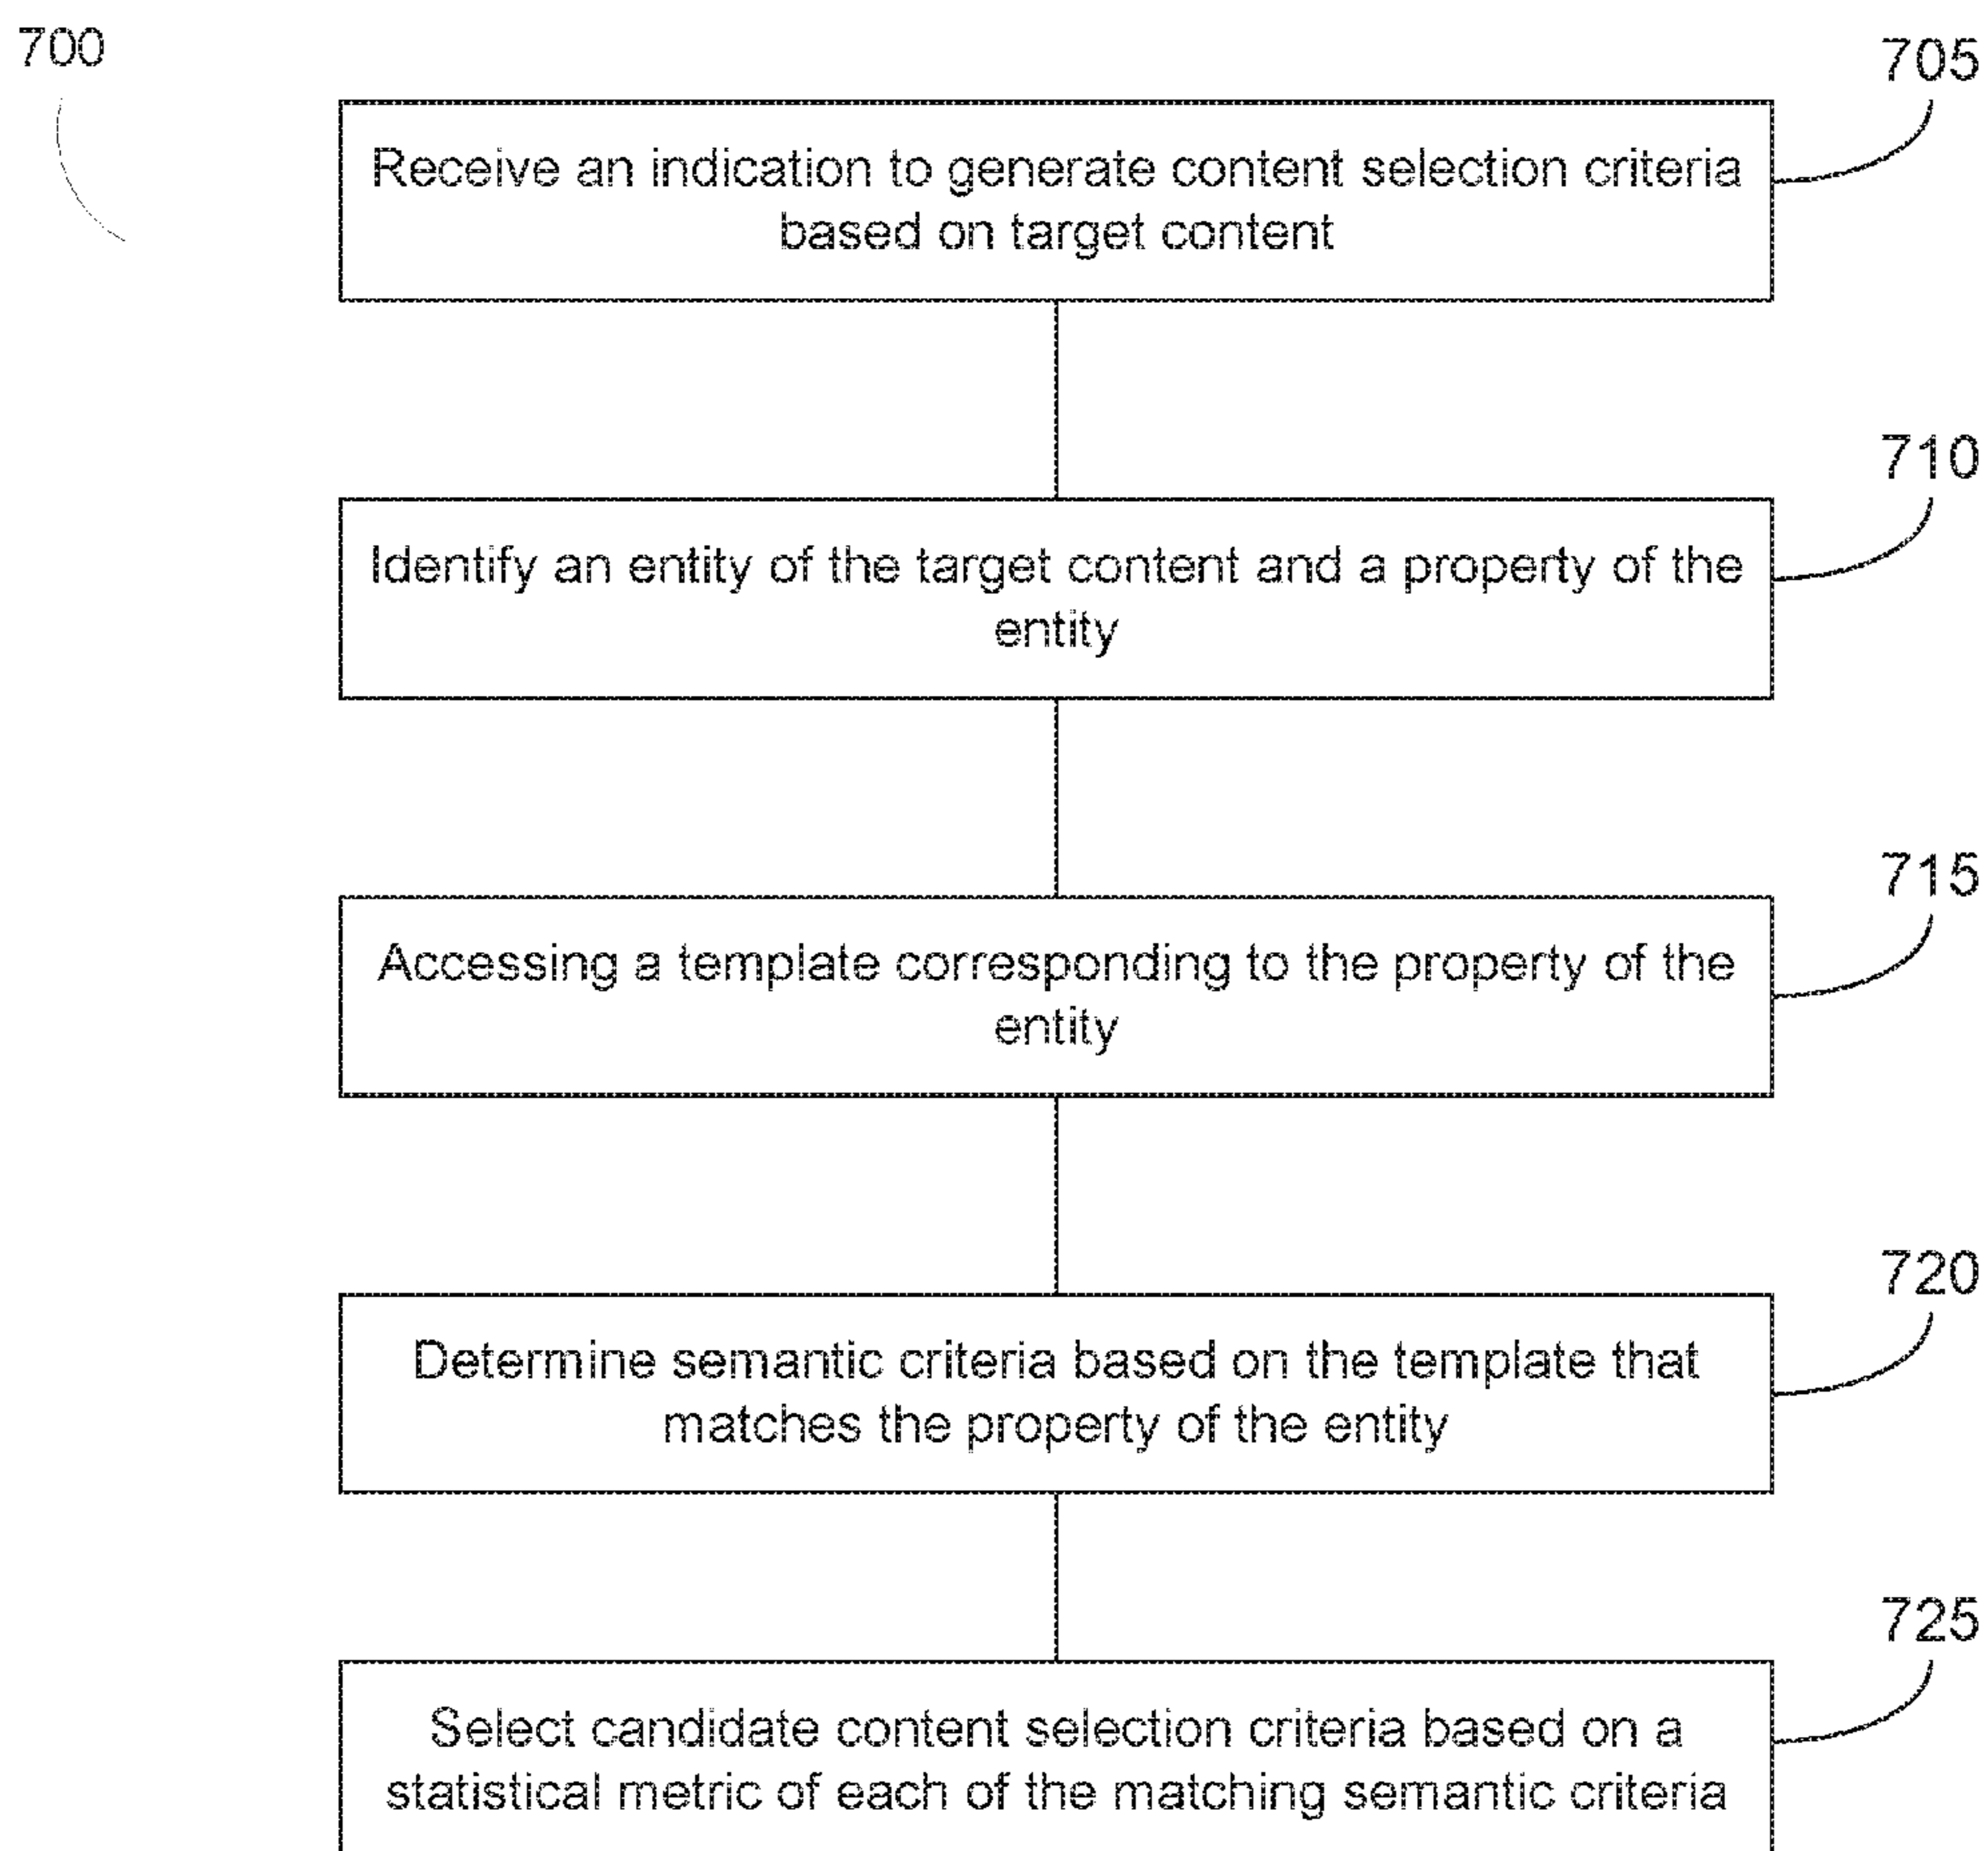 700
705
Receive an indication to generate content selection criteria
based on target content
710
Identify an entity of the target content and a property of the
entity
715
Accessing a template corresponding to the property of the
entity
720
Determine semantic criteria based on the template that
matches the property of the entity
725
Select candidate content selection criteria based on a
statistical metric of each of the matching semantic criteria